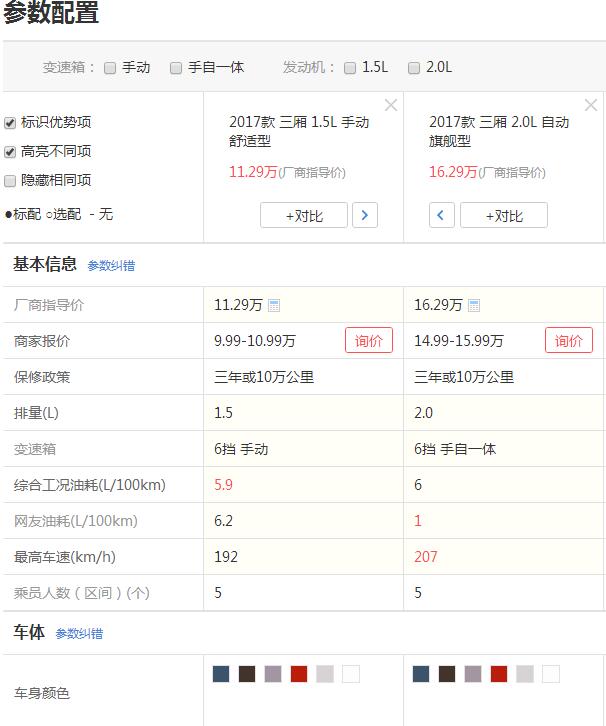 参数配置
变速箱： 手动 手自一体 发动机： 1.5L 2.0L
标识优势项
高亮不同项
隐藏相同项
●标配 ○选配 - 无
2017款 三厢 1.5L 手动
舒适型
11.29万(厂商指导价)
+对比
2017款 三厢 2.0L 自动
旗舰型
16.29万(厂商指导价)
+对比
基本信息 参数纠错
厂商指导价 11.29万 16.29万
商家报价 9.99-10.99万 询价 14.99-15.99万 询价
保修政策 三年或10万公里 三年或10万公里
排量(L) 1.5 2.0
变速箱 6挡 手动 6挡 手自一体
综合工况油耗(L/100km) 5.9 6
网友油耗(L/100km) 6.2 1
最高车速(km/h) 192 207
乘员人数（区间）(个) 5 5
车体 参数纠错
车身颜色